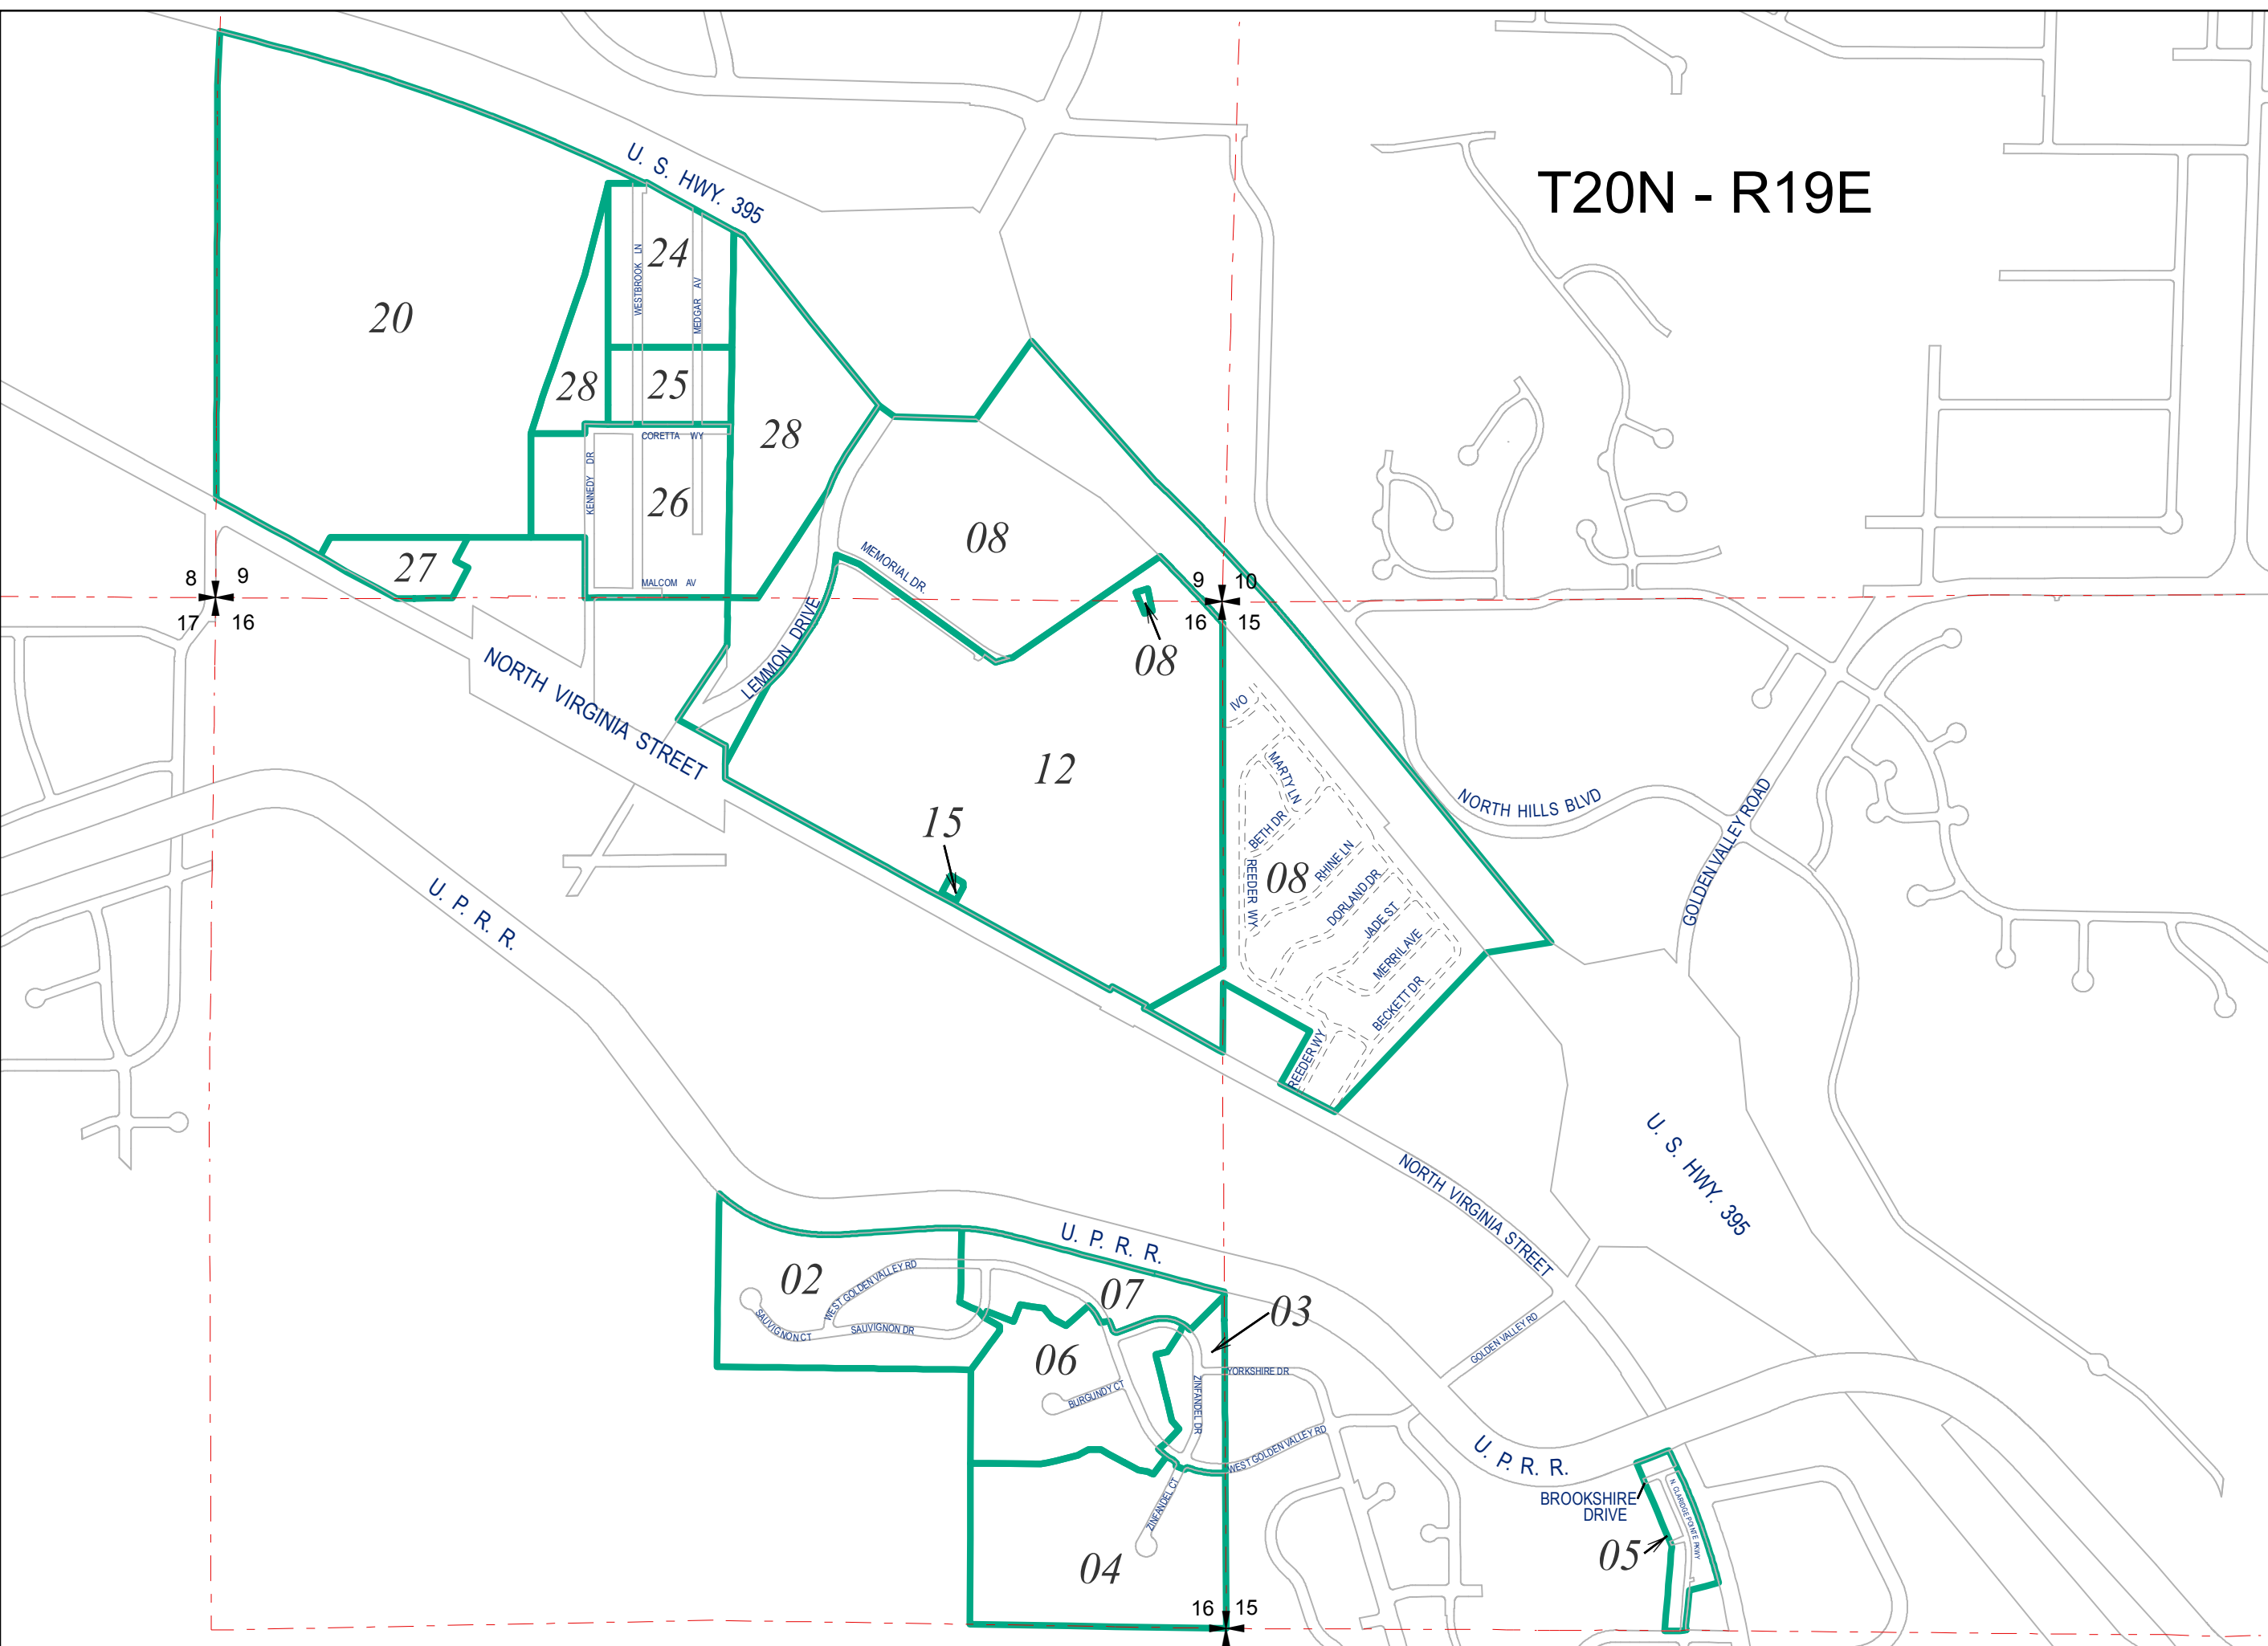 U. S. HWY. 395
T20N - R19E
24
WESTBROOK LN
MEDGAR AV
20
28
25
28
CORETTA WY
KENNEDY DR
26
08
MEMORIAL DR.
27
MALCOM AV
8 9
17 16
9 10
16 15
LEMMON DRIVE
08
NORTH VIRGINIA STREET
IVO
12
MARTY LN
NORTH HILLS BLVD
GOLDEN VALLEY ROAD
15
BETH DR
REEDER WY
08
RHINE LN
DORLAND DR
JADE ST
MERRIL AVE
BECKETT DR
U. P. R. R.
REEDER WY
U. S. HWY. 395
NORTH VIRGINIA STREET
U. P. R. R.
02
WEST GOLDEN VALLEY RD
07
03
SAUVIGNON CT
SAUVIGNON DR
GOLDEN VALLEY RD
06
YORKSHIRE DR
BURGUNDY CT
ZINFANDEL DR
WEST GOLDEN VALLEY RD
U. P. R. R.
ZINFANDEL CT
BROOKSHIRE
DRIVE
N. CLARIDGE POINTE PKWY
05
04
16 15